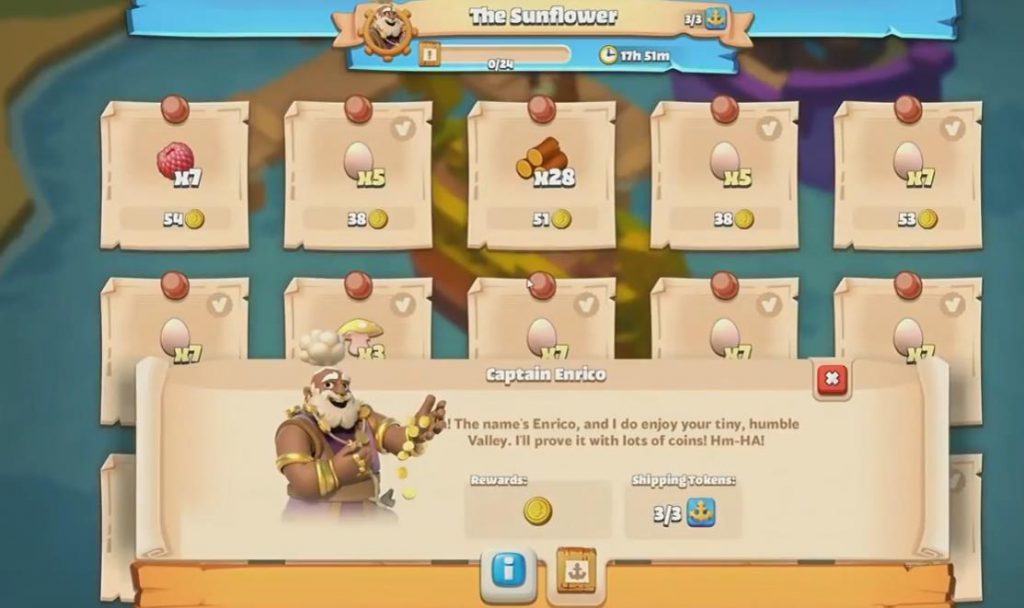 The Sunflower
3/3
0/24
17h 51m
x7
x5
x28
x5
x7
54
38
51
38
53
x7
x3
x7
x7
x7
Captain Enrico
! The name's Enrico, and I do enjoy your tiny, humble
Valley. I'll prove it with lots of coins! Hm-HA!
Rewards:
Shipping Tokens:
3/3